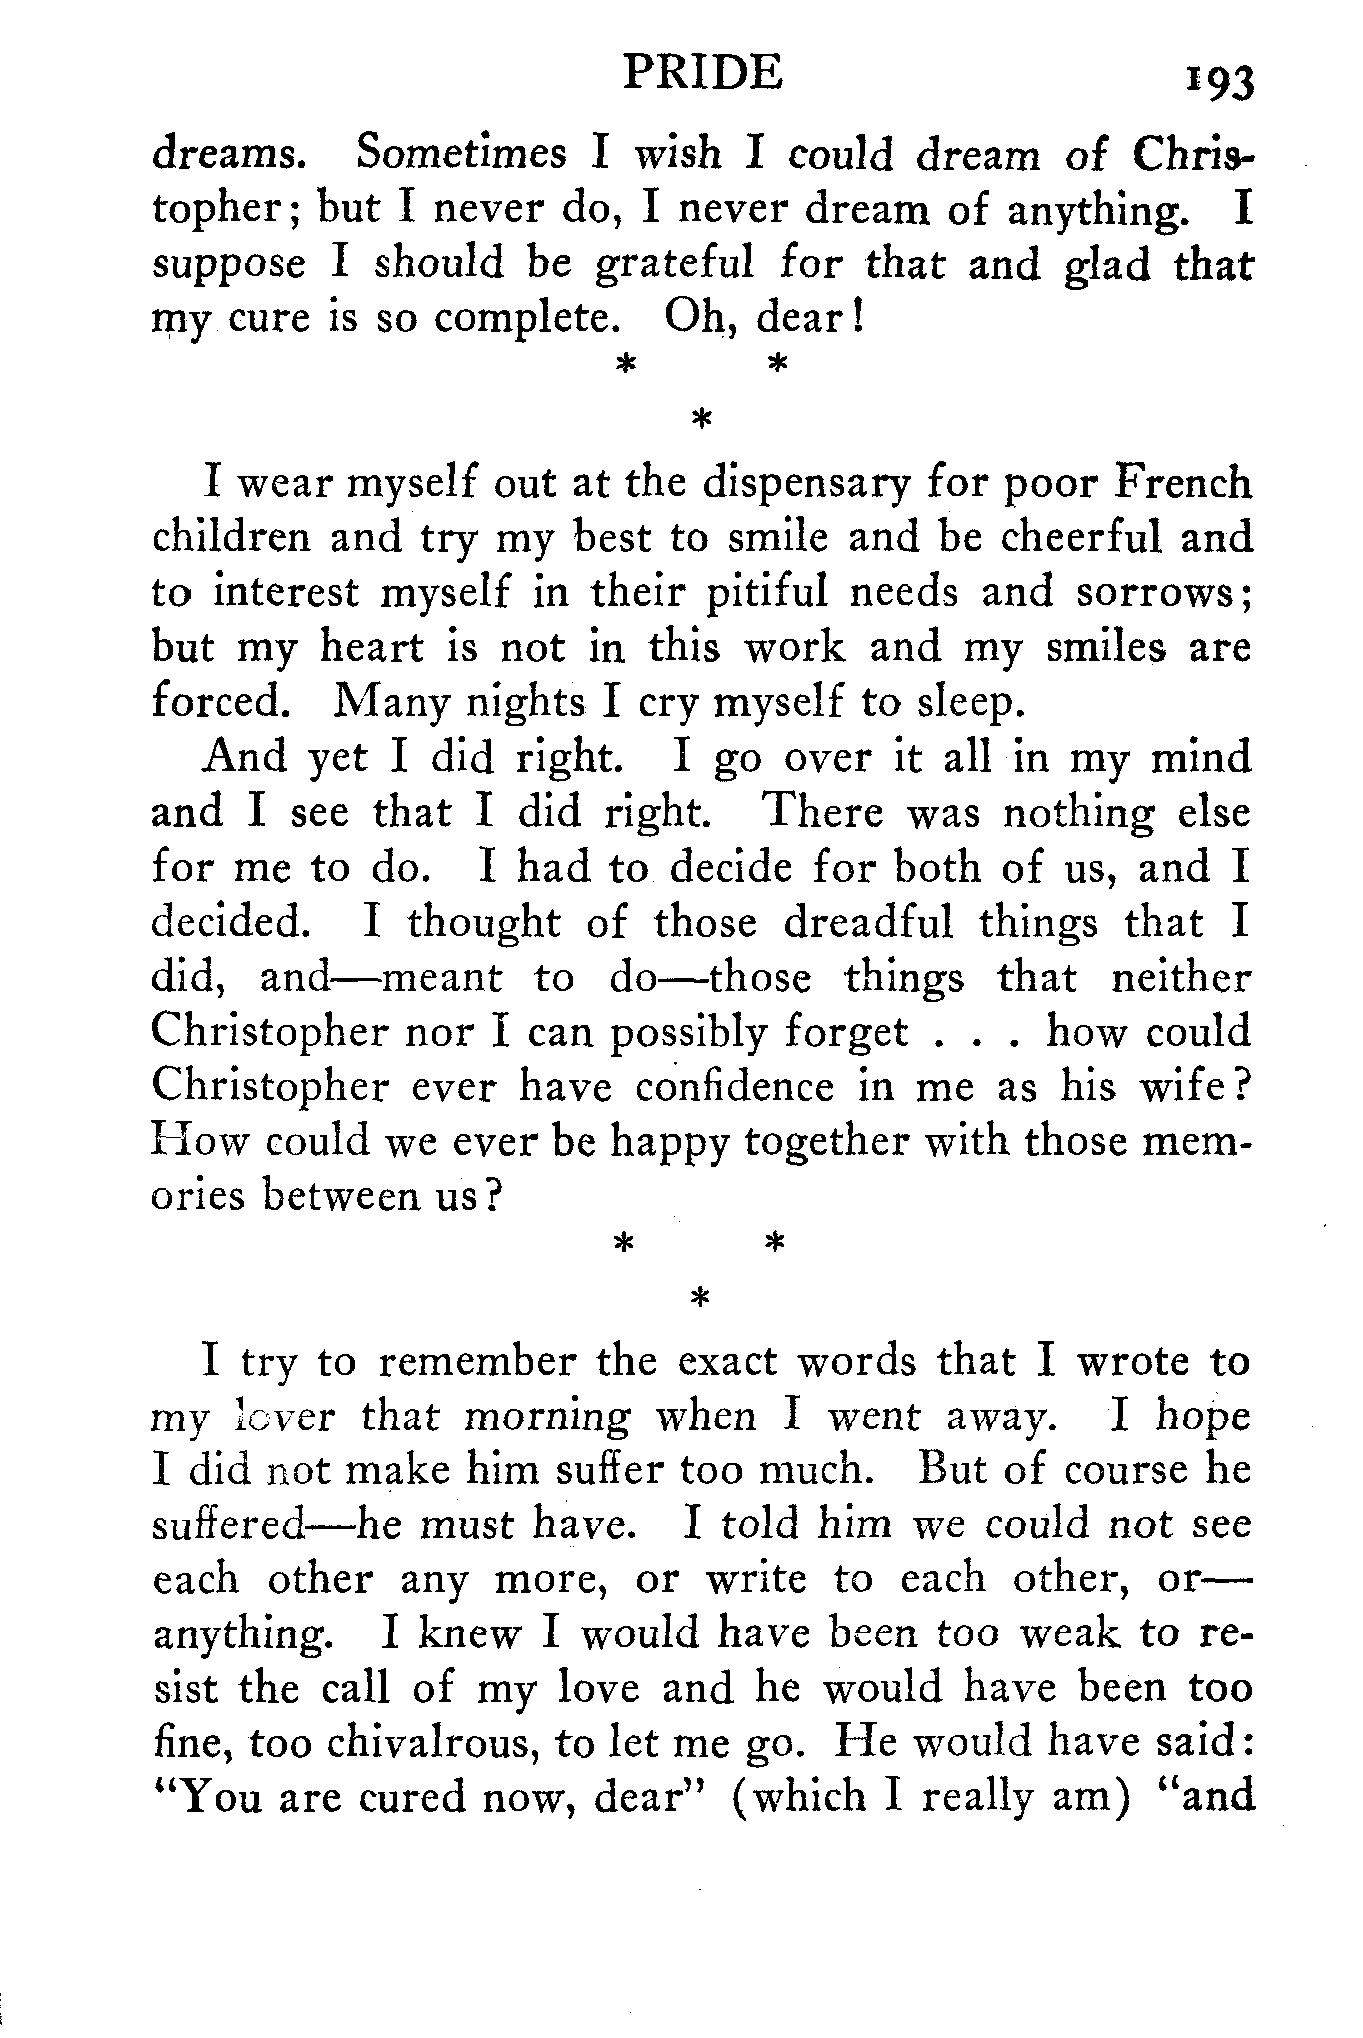 PRIDE 193
dreams. Sometimes I wish I could dream of Chris-
topher; but I never do, I never dream of anything. I
suppose I should be grateful for that and glad that
my cure is so complete. Oh, dear!
* *
*
I wear myself out at the dispensary for poor French
children and try my best to smile and be cheerful and
to interest myself in their pitiful needs and sorrows;
but my heart is not in this work and my smiles are
forced. Many nights I cry myself to sleep.
And yet I did right. I go over it all in my mind
and I see that I did right. There was nothing else
for me to do. I had to decide for both of us, and I
decided. I thought of those dreadful things that I
did, and—meant to do—those things that neither
Christopher nor I can possibly forget . . . how could
Christopher ever have confidence in me as his wife?
How could we ever be happy together with those mem-
ories between us?
* *
*
I try to remember the exact words that I wrote to
my lover that morning when I went away. I hope
I did not make him suffer too much. But of course he
suffered—he must have. I told him we could not see
each other any more, or write to each other, or—
anything. I knew I would have been too weak to re-
sist the call of my love and he would have been too
fine, too chivalrous, to let me go. He would have said:
"You are cured now, dear" (which I really am) "and